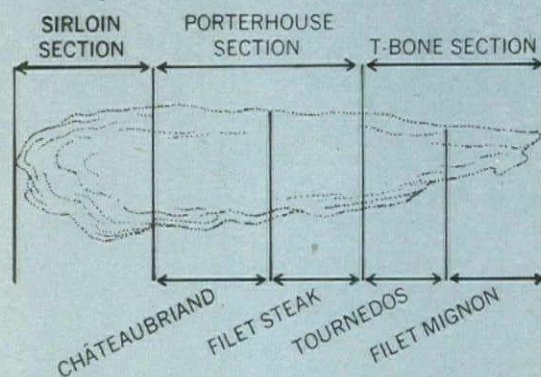 SIRLOIN
SECTION
PORTERHOUSE
SECTION
T-BONE SECTION
CHÂTEAUBRIAND
FILET STEAK
TOURNEDOS
FILET MIGNON